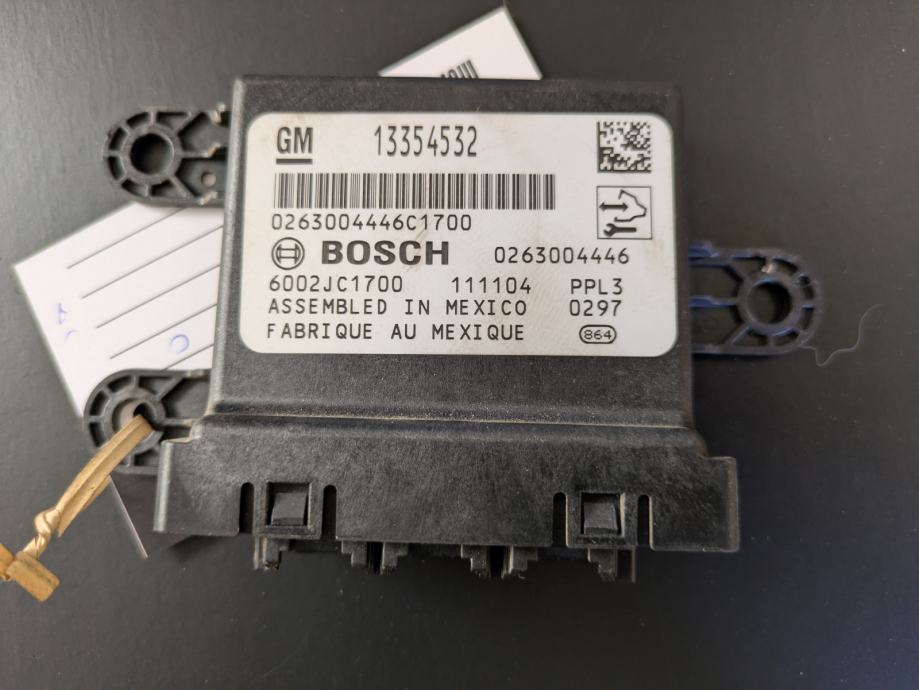 GM 13354532
0263004446C1700
BOSCH 0263004446
6002JC1700 111104 PPL3
ASSEMBLED IN MEXICO 0297
FABRIQUE AU MEXIQUE 864